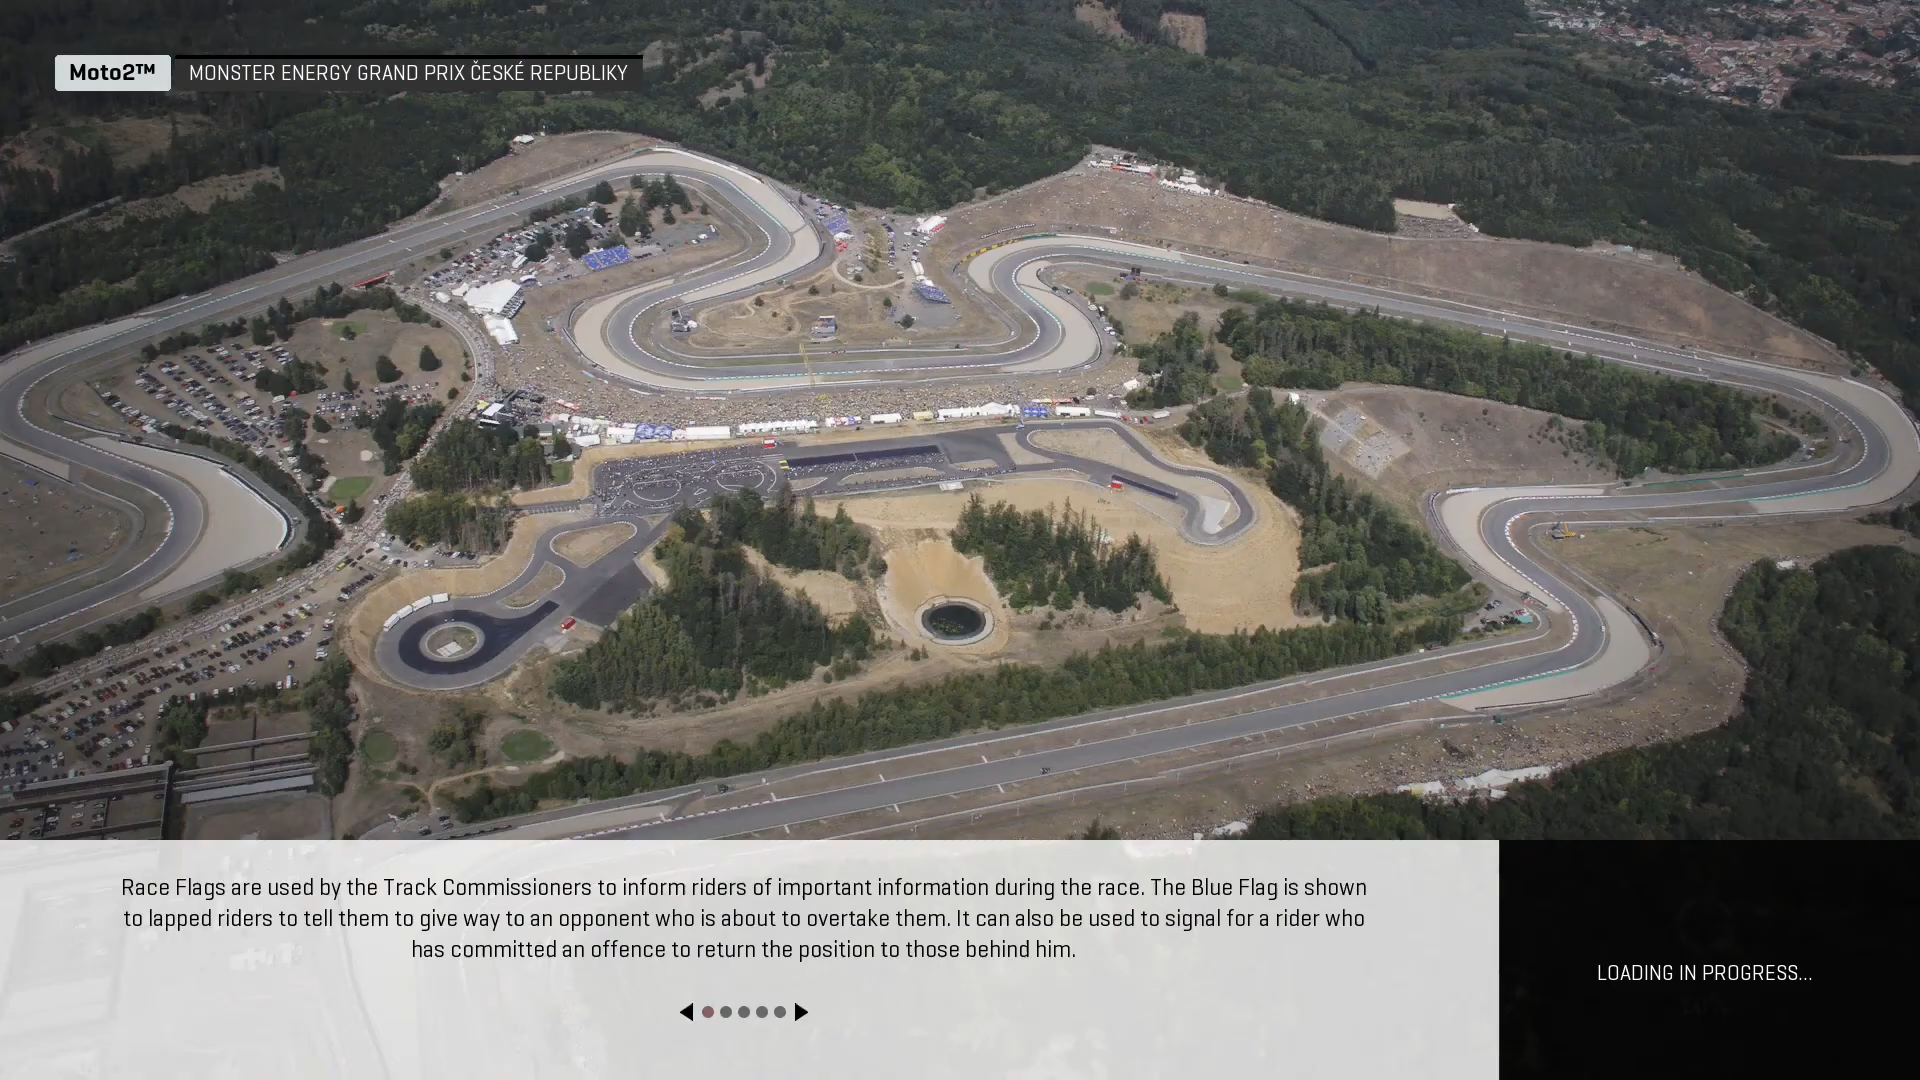 Moto2™ MONSTER ENERGY GRAND PRIX ČESKÉ REPUBLIKY
Race Flags are used by the Track Commissioners to inform riders of important information during the race. The Blue Flag is shown
to lapped riders to tell them to give way to an opponent who is about to overtake them. It can also be used to signal for a rider who
has committed an offence to return the position to those behind him.
LOADING IN PROGRESS...